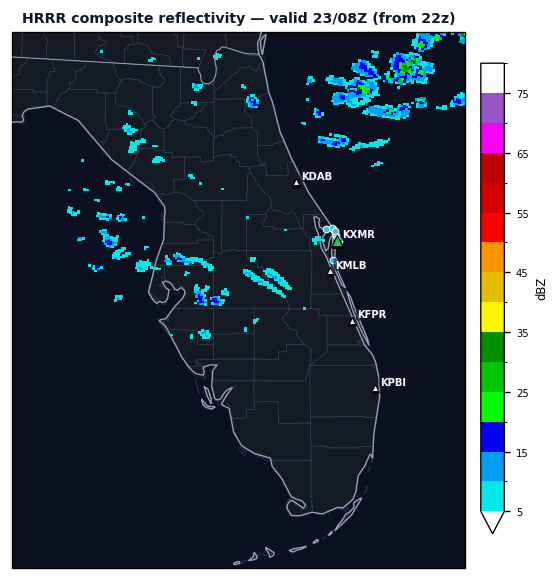 HRRR composite reflectivity — valid 23/08Z (from 22z)
75
65
55
45
35
25
15
5
dBZ
KDAB
KXMR
KMLB
KFPR
KPBI